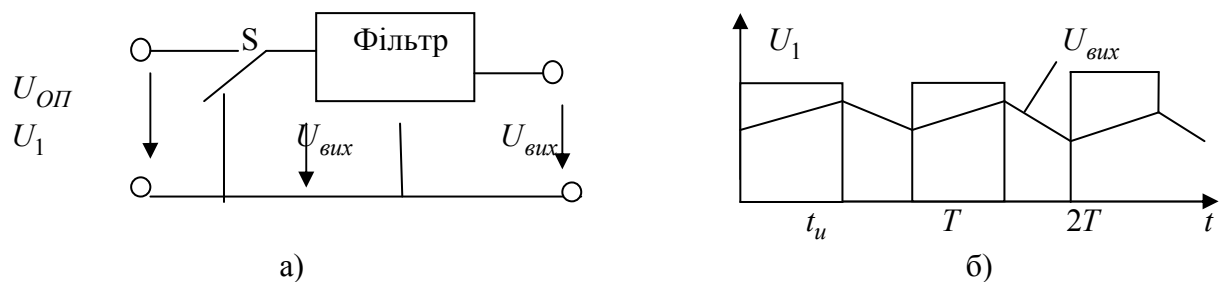 S
Фільтр
U_ОП
U_1
U_вих
U_вих
а)
U_1
U_вих
t_и
T
2T
t
б)